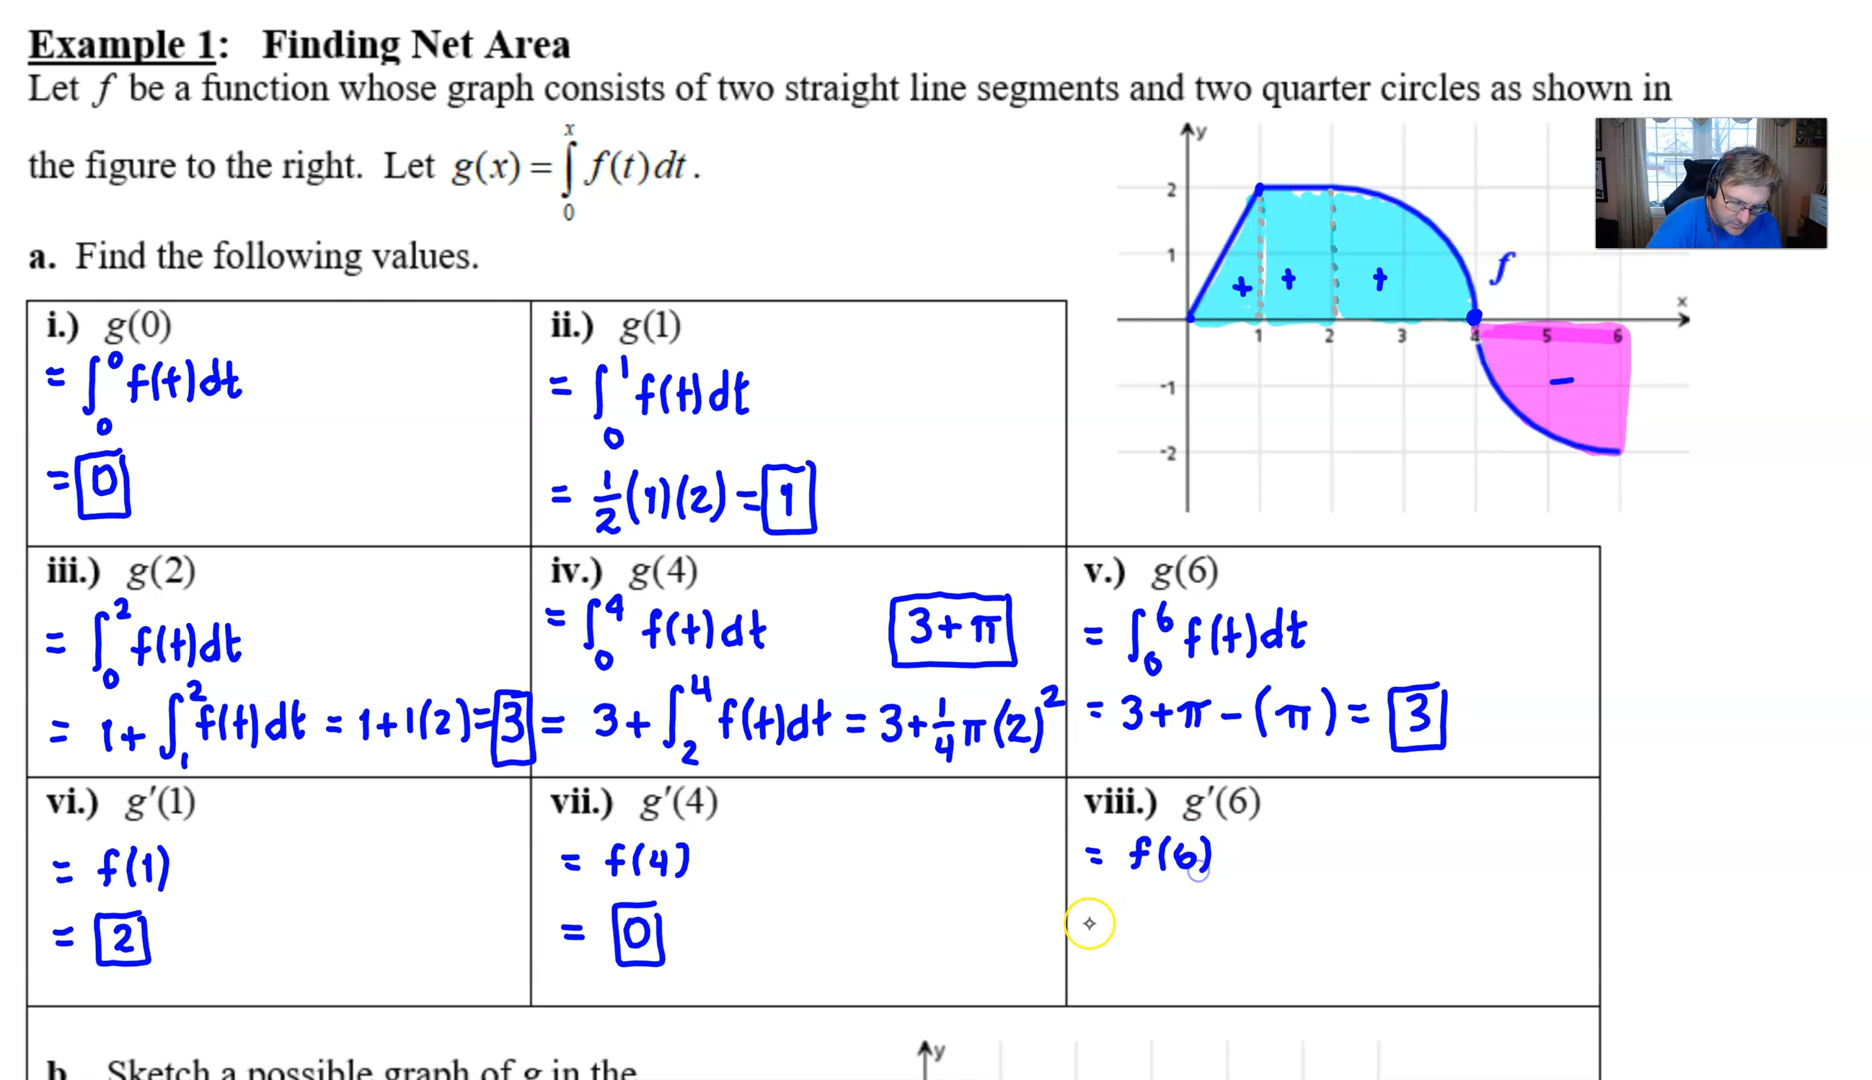 Example 1: Finding Net Area
Let f be a function whose graph consists of two straight line segments and two quarter circles as shown in
the figure to the right. Let g(x) = ∫₀ˣ f(t) dt.
a. Find the following values.
y
2
1
-1
-2
1 2 3 4 5 6
x
f
+ + +
−
i.) g(0)
= ∫₀⁰ f(t)dt
= 0
ii.) g(1)
= ∫₀¹ f(t)dt
= 1/2 (1)(2) = 1
iii.) g(2)
= ∫₀² f(t)dt
= 1 + ∫₁² f(t)dt = 1+1(2) = 3
iv.) g(4)
= ∫₀⁴ f(t)dt 3+π
= 3 + ∫₂⁴ f(t)dt = 3 + 1/4 π(2)²
v.) g(6)
= ∫₀⁶ f(t)dt
= 3+π−(π) = 3
vi.) g′(1)
= f(1)
= 2
vii.) g′(4)
= f(4)
= 0
viii.) g′(6)
= f(6)
b. Sketch a possible graph of g in the
y